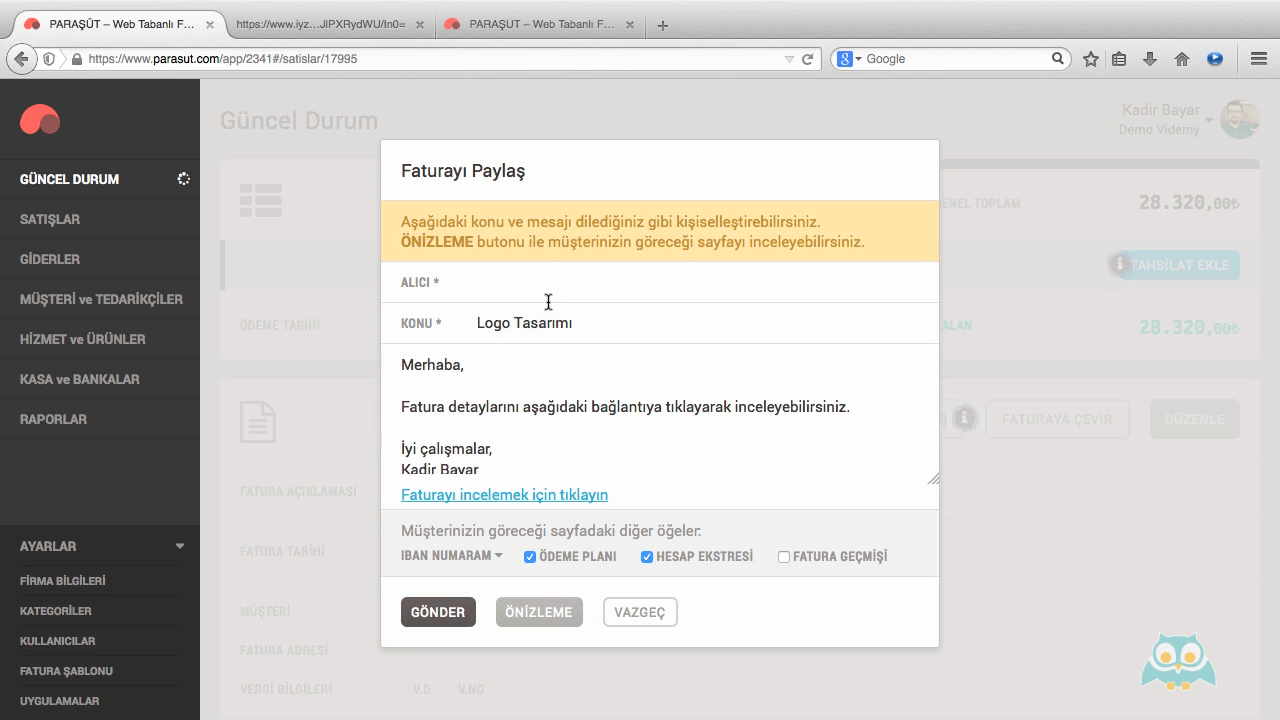 PARAŞÜT – Web Tabanlı F...
https://www.iyz...JlPXRydWU/In0=
PARAŞÜT – Web Tabanlı F...
https://www.parasut.com/app/2341#/satislar/17995
Google
Güncel Durum
Kadir Bayar
Demo Videmy
GÜNCEL DURUM
SATIŞLAR
GİDERLER
MÜŞTERİ ve TEDARİKÇİLER
HİZMET ve ÜRÜNLER
KASA ve BANKALAR
RAPORLAR
AYARLAR
FİRMA BİLGİLERİ
KATEGORİLER
KULLANICILAR
FATURA ŞABLONU
UYGULAMALAR
Faturayı Paylaş
Aşağıdaki konu ve mesajı dilediğiniz gibi kişiselleştirebilirsiniz.
ÖNİZLEME butonu ile müşterinizin göreceği sayfayı inceleyebilirsiniz.
ALICI *
KONU * Logo Tasarımı
Merhaba,
Fatura detaylarını aşağıdaki bağlantıya tıklayarak inceleyebilirsiniz.
İyi çalışmalar,
Kadir Bayar
Faturayı incelemek için tıklayın
Müşterinizin göreceği sayfadaki diğer öğeler:
IBAN NUMARAM ÖDEME PLANI HESAP EKSTRESİ FATURA GEÇMİŞİ
GÖNDER ÖNİZLEME VAZGEÇ
TOPLAM 28.320,00₺
TAHSİLAT EKLE
ÖDEME TARİHİ
28.320,00₺
FATURAYA ÇEVİR DÜZENLE
FATURA AÇIKLAMASI
FATURA TARİHİ
MÜŞTERİ
FATURA ADRESİ
VERGİ BİLGİLERİ V.D. V.NO